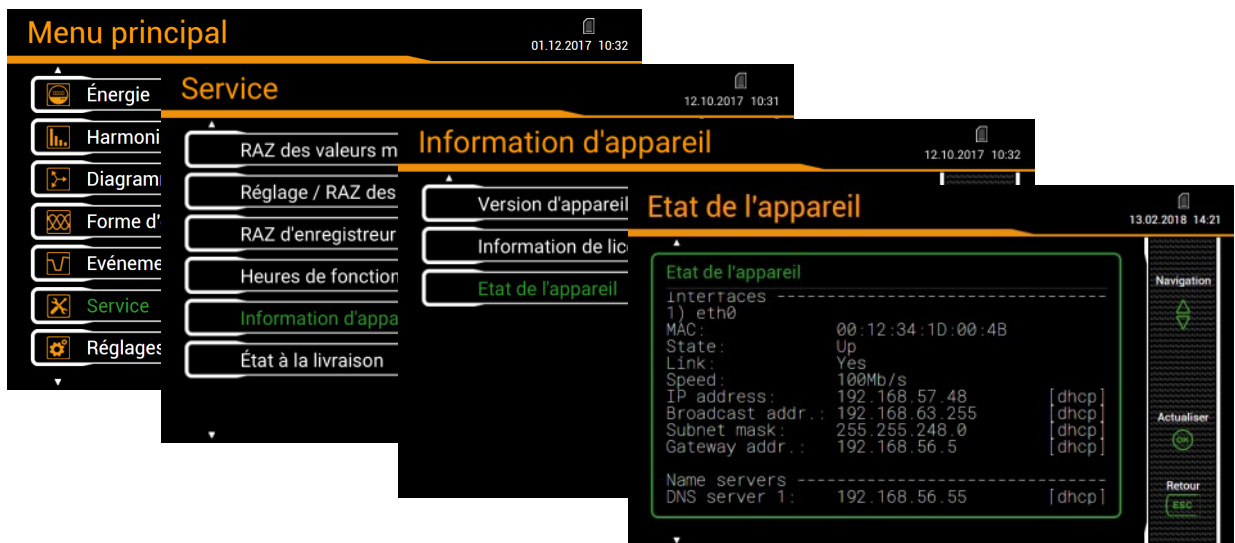 Menu principal
01.12.2017 10:32
Énergie
Harmoni
Diagram
Forme d'
Evéneme
Service
Réglages
Service
12.10.2017 10:31
RAZ des valeurs m
Réglage / RAZ des
RAZ d'enregistreur
Heures de fonction
Information d'appa
État à la livraison
Information d'appareil
12.10.2017 10:32
Version d'appareil
Information de lic
Etat de l'appareil
Etat de l'appareil
13.02.2018 14:21
Etat de l'appareil
Interfaces ---------------------------------
1) eth0
MAC: 00:12:34:1D:00:4B
State: Up
Link: Yes
Speed: 100Mb/s
IP address: 192.168.57.48 [dhcp]
Broadcast addr.: 192.168.63.255 [dhcp]
Subnet mask: 255.255.248.0 [dhcp]
Gateway addr.: 192.168.56.5 [dhcp]
Name servers -------------------------------
DNS server 1: 192.168.56.55 [dhcp]
Navigation
Actualiser
OK
Retour
ESC